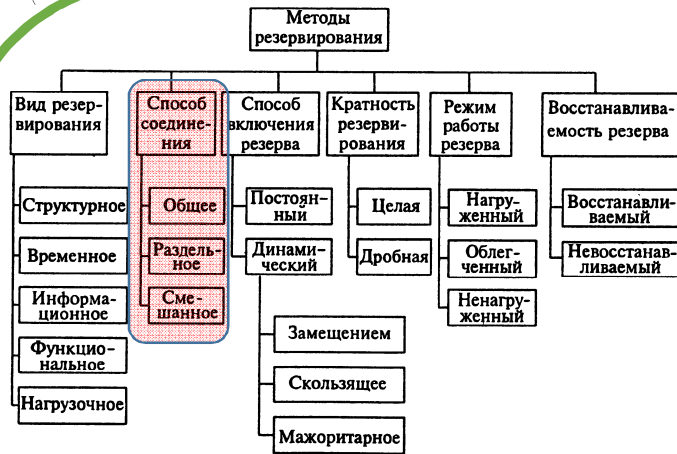 Методы
резервирования
Вид резер-
вирования
Способ
соедине-
ния
Способ
включения
резерва
Кратность
резерви-
рования
Режим
работы
резерва
Восстанавлива-
емость резерва
Структурное
Временное
Информа-
ционное
Функцио-
нальное
Нагрузочное
Общее
Раздель-
ное
Сме-
шанное
Постоян-
ный
Динами-
ческий
Замещением
Скользящее
Мажоритарное
Целая
Дробная
Нагру-
женный
Облег-
ченный
Ненагру-
женный
Восстанавли-
ваемый
Невосстанав-
ливаемый